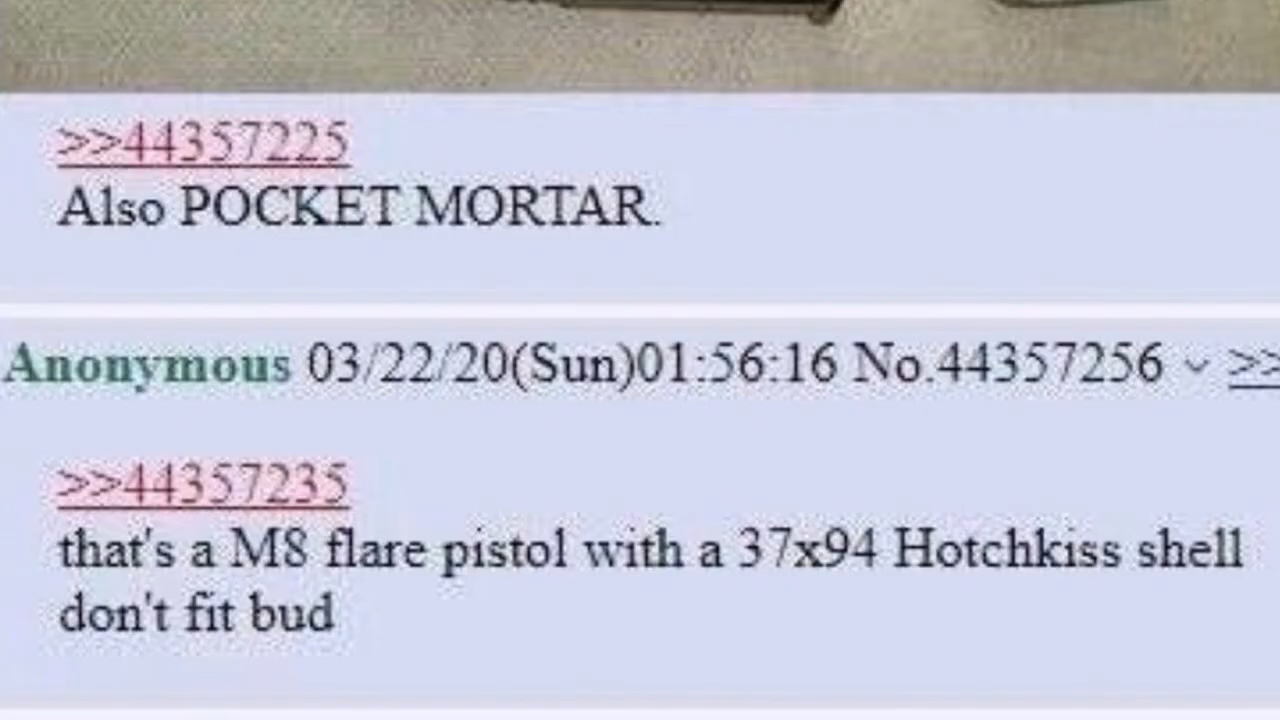 >>44357225
Also POCKET MORTAR.
Anonymous 03/22/20(Sun)01:56:16 No.44357256 >>
>>44357235
that's a M8 flare pistol with a 37x94 Hotchkiss shell
don't fit bud